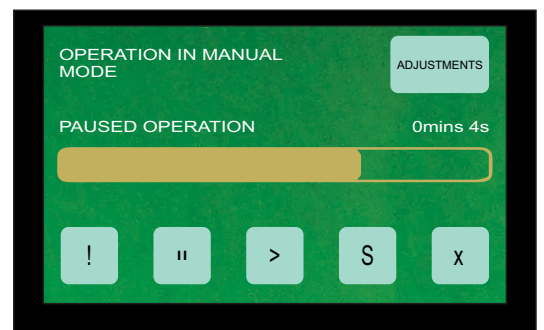 OPERATION IN MANUAL
MODE
ADJUSTMENTS
PAUSED OPERATION
0mins 4s
!
II
>
S
x